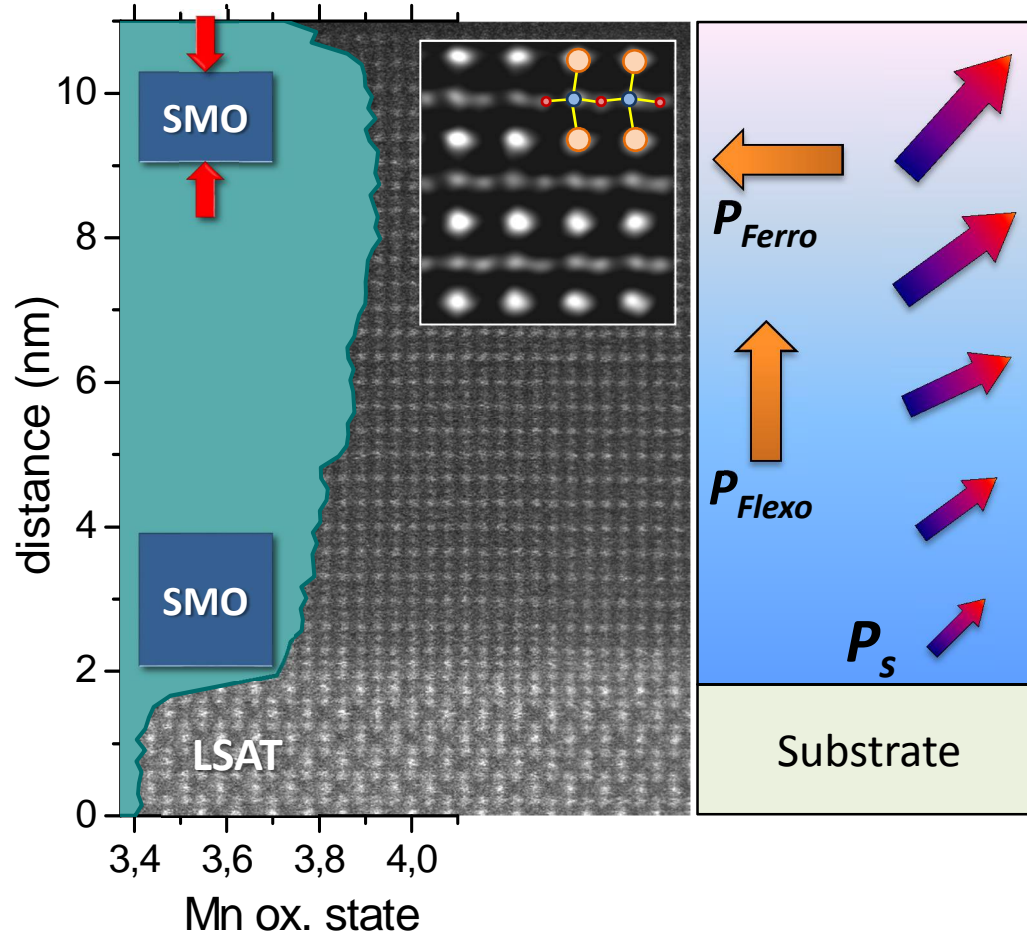 distance (nm)
10
8
6
4
2
0
3,4
3,6
3,8
4,0
Mn ox. state
SMO
SMO
LSAT
P Ferro
P Flexo
P s
Substrate